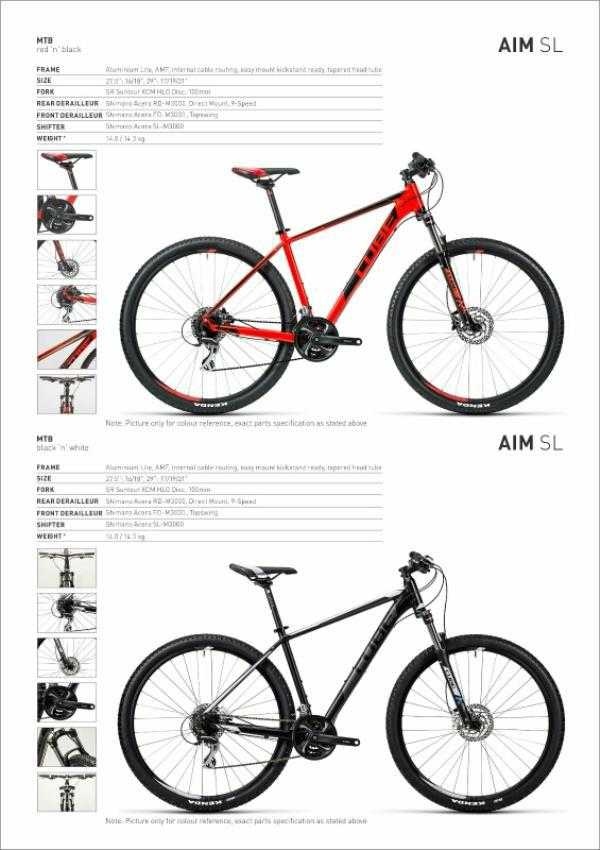 MTB
red 'n' black
AIM SL
FRAME Aluminium Lite, AMF, internal cable routing, easy mount kickstand ready, tapered head tube
SIZE 27.5": 16/18", 29": 17/19/21"
FORK SR Suntour XCM HLO Disc, 100mm
REAR DERAILLEUR Shimano Acera RD-M3000, Direct Mount, 9-Speed
FRONT DERAILLEUR Shimano Acera FD-M3000, Topswing
SHIFTER Shimano Acera SL-M3000
WEIGHT * 14.0 / 14.3 kg
CUBE
KENDA
Note: Picture only for colour reference, exact parts specification as stated above
MTB
black 'n' white
AIM SL
FRAME Aluminium Lite, AMF, internal cable routing, easy mount kickstand ready, tapered head tube
SIZE 27.5": 16/18", 29": 17/19/21"
FORK SR Suntour XCM HLO Disc, 100mm
REAR DERAILLEUR Shimano Acera RD-M3000, Direct Mount, 9-Speed
FRONT DERAILLEUR Shimano Acera FD-M3000, Topswing
SHIFTER Shimano Acera SL-M3000
WEIGHT * 14.0 / 14.3 kg
CUBE
KENDA
KENDA
Note: Picture only for colour reference, exact parts specification as stated above